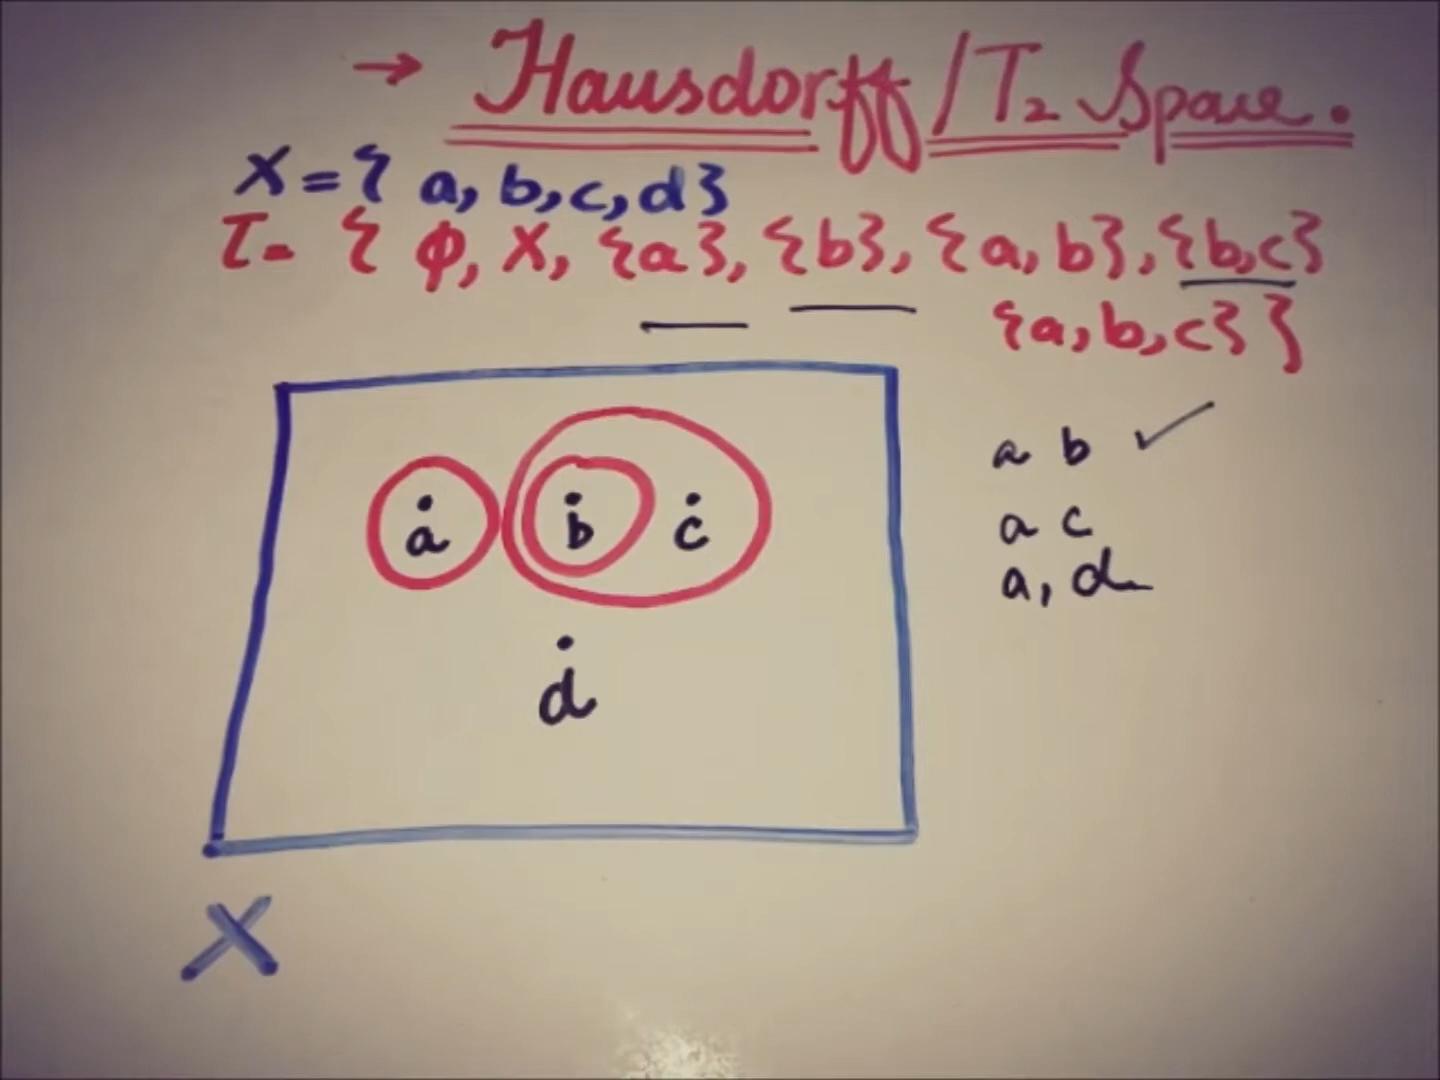 → Hausdorff/T₂ Space.
X = { a, b, c, d}
τ = { φ, X, {a}, {b}, {a, b}, {b, c}
{a, b, c} }
a b ✓
a c
a, d
a b c
d
X